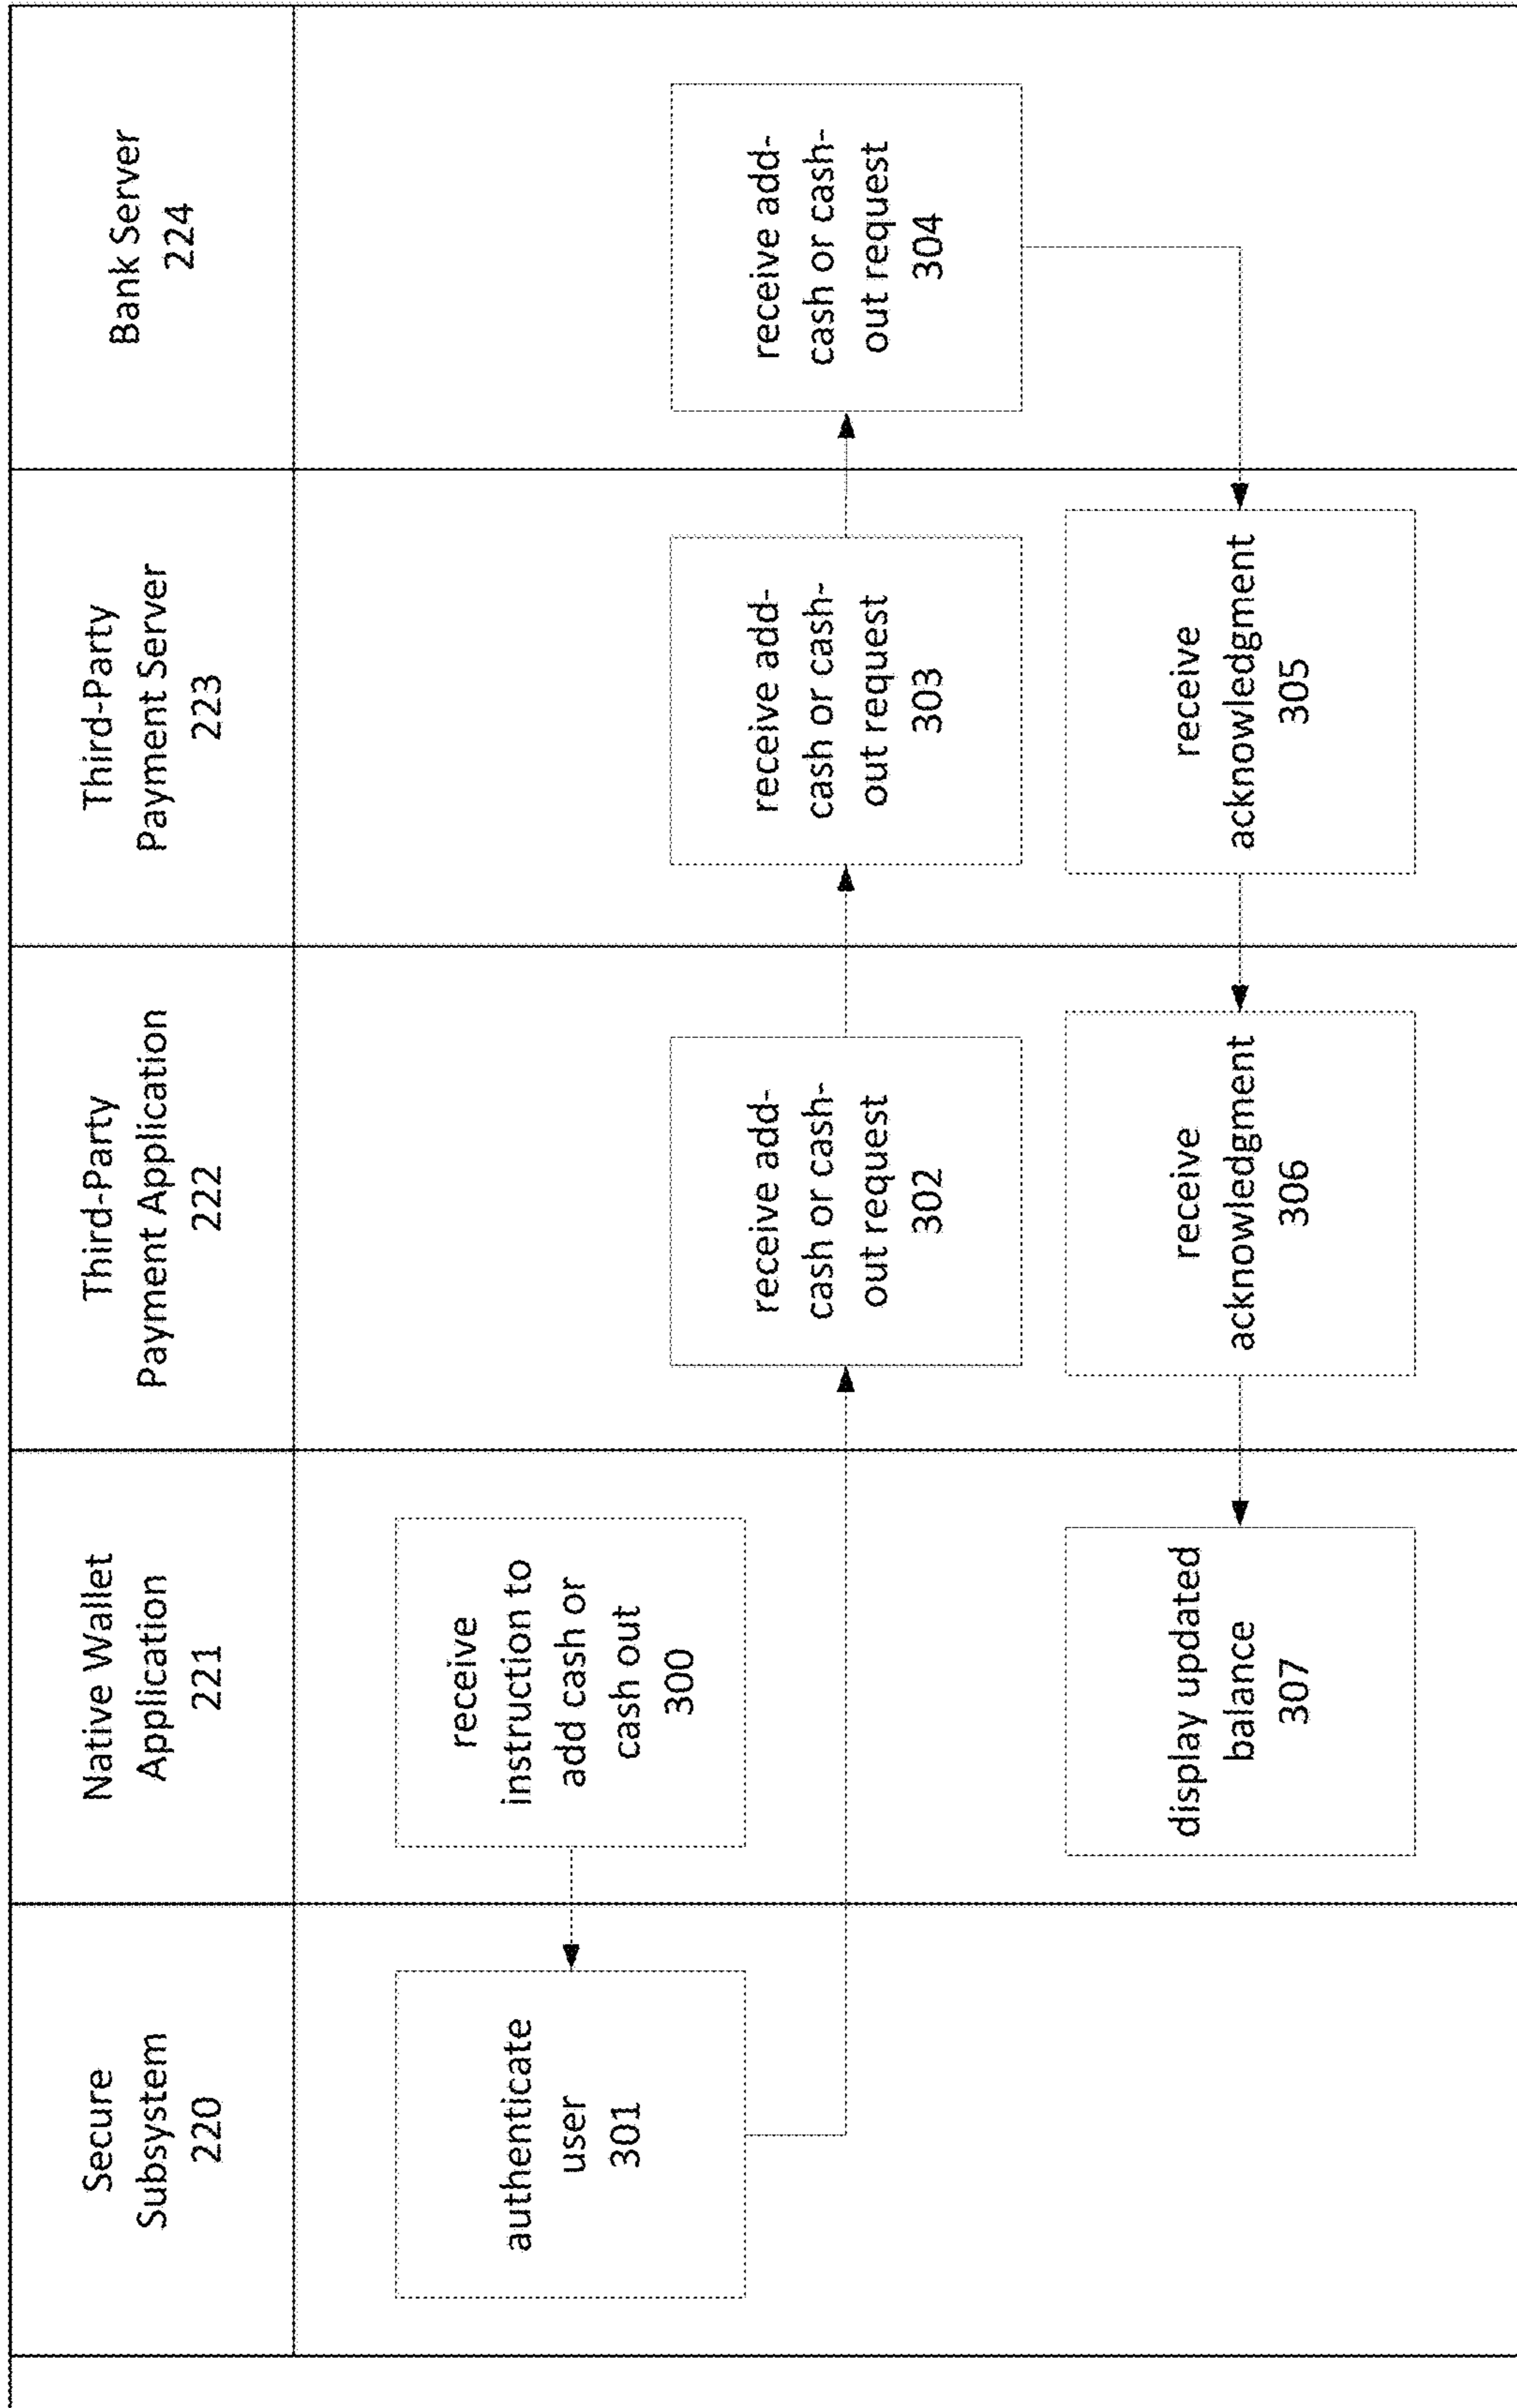 Secure
Subsystem
220
Native Wallet
Application
221
Third-Party
Payment Application
222
Third-Party
Payment Server
223
Bank Server
224
receive
instruction to
add cash or
cash out
300
authenticate
user
301
receive add-
cash or cash-
out request
302
receive add-
cash or cash-
out request
303
receive add-
cash or cash-
out request
304
receive
acknowledgment
305
receive
acknowledgment
306
display updated
balance
307